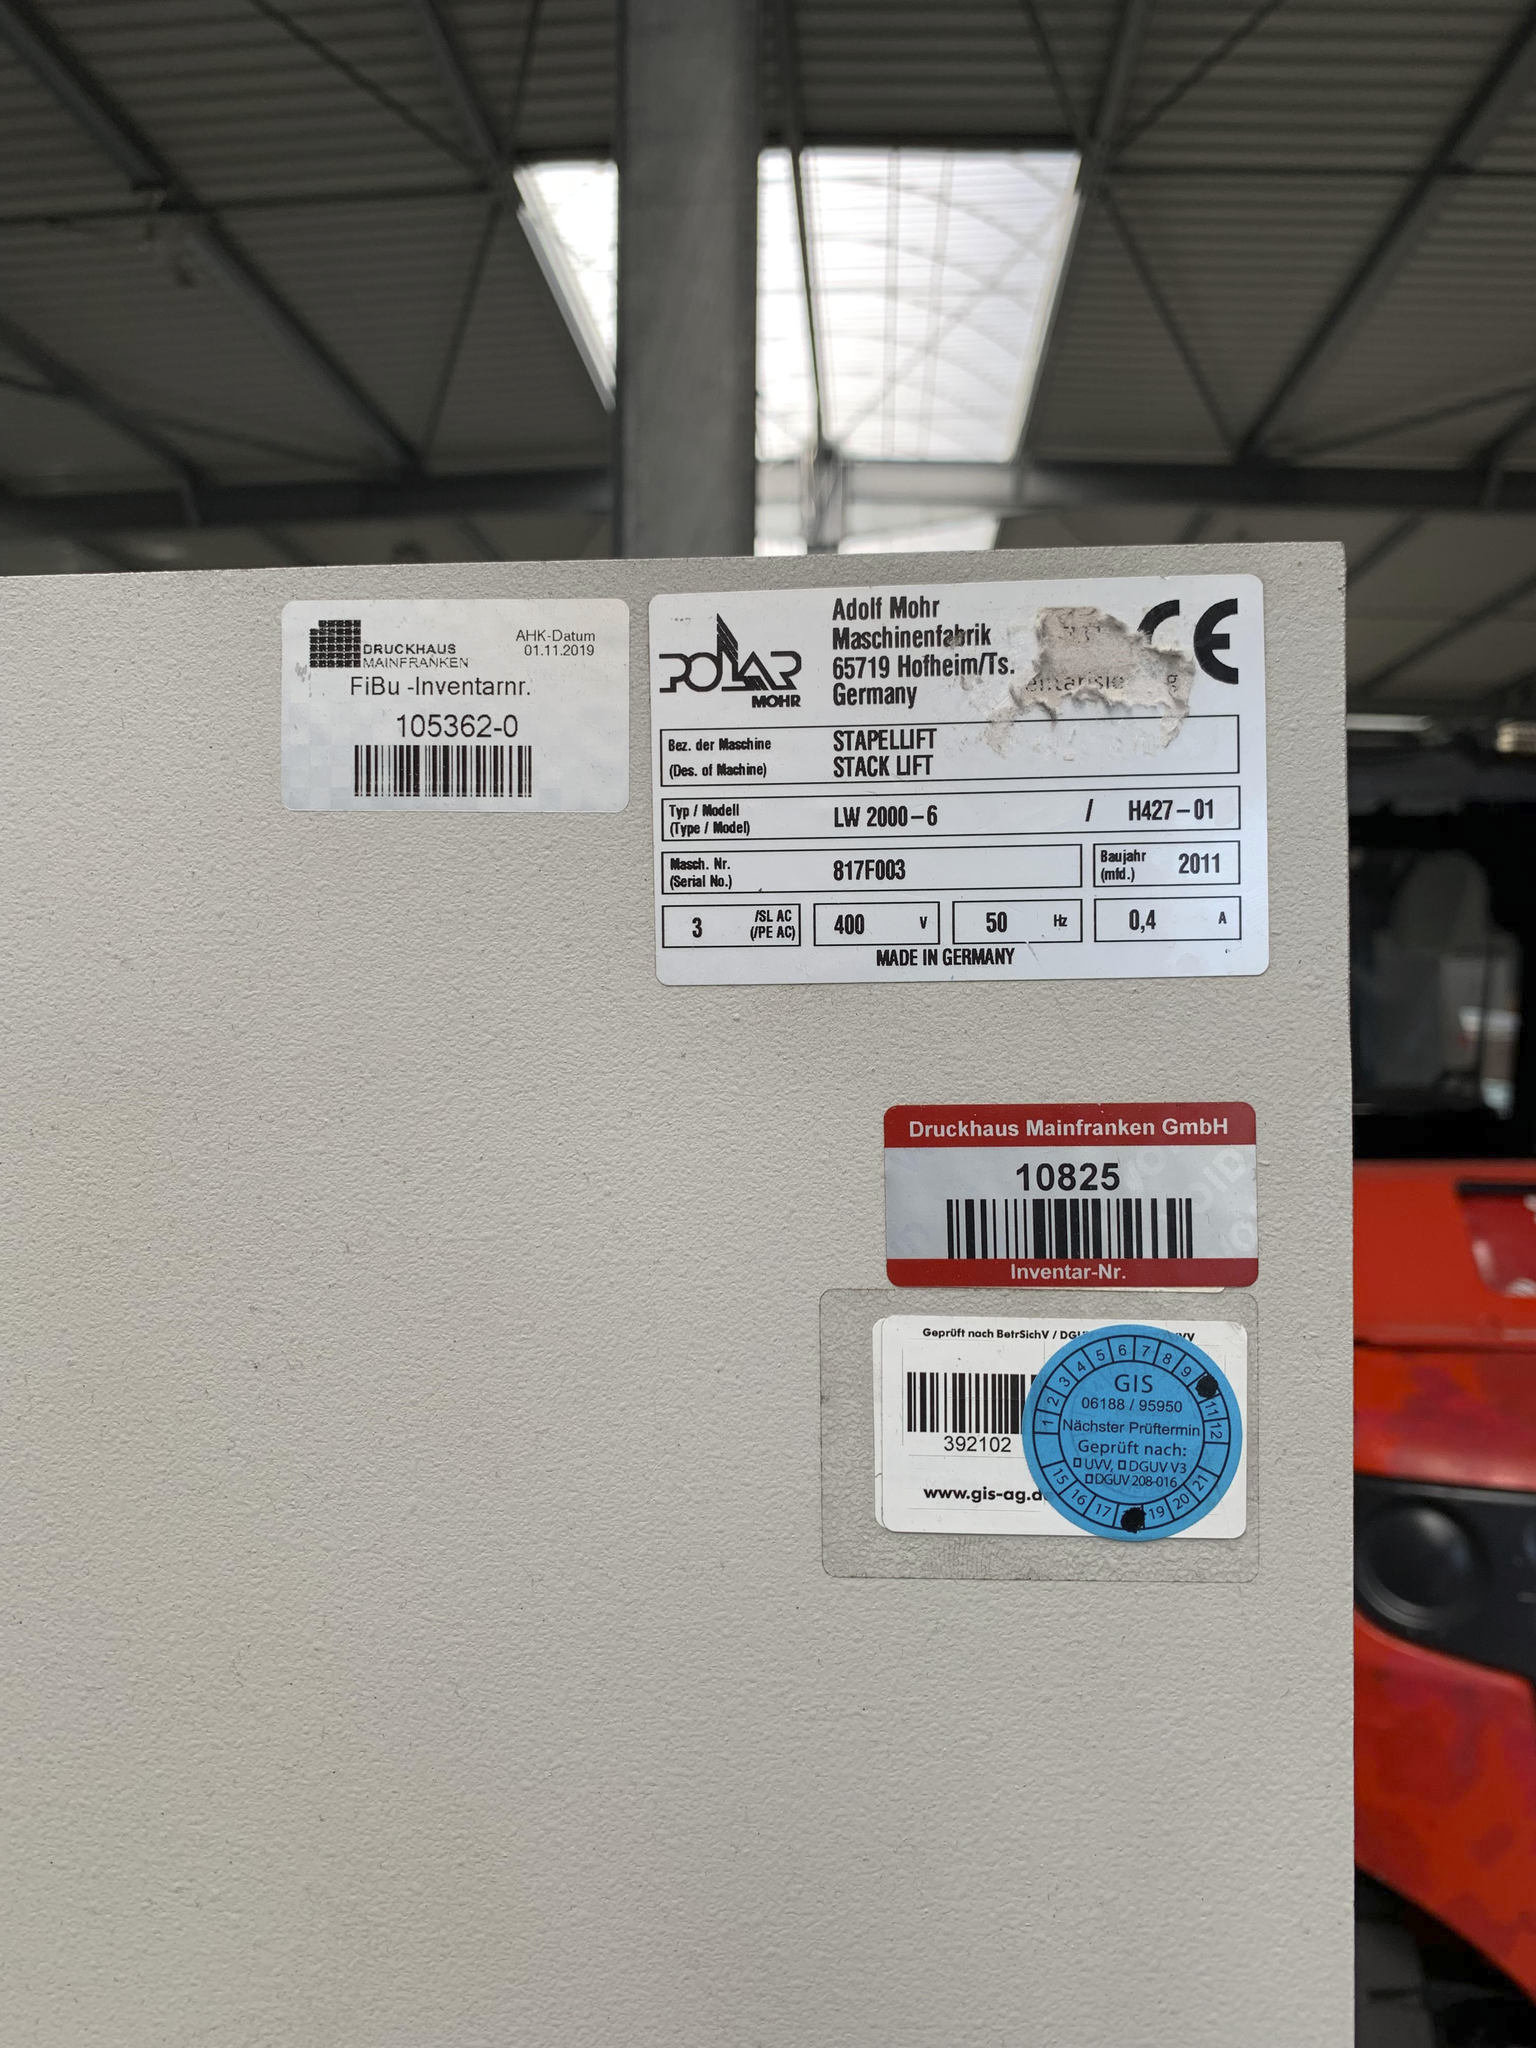 DRUCKHAUS
MAINFRANKEN
AHK-Datum
01.11.2019
FiBu -Inventarnr.
105362-0
POLAR
MOHR
Adolf Mohr
Maschinenfabrik
65719 Hofheim/Ts.
Germany
CE
Bez. der Maschine
(Des. of Machine)
STAPELLIFT
STACK LIFT
Typ / Modell
(Type / Model)
LW 2000-6 / H427-01
Masch. Nr.
(Serial No.)
817F003
Baujahr
(mfd.)
2011
3 /SL AC
(/PE AC)
400 V
50 Hz
0,4 A
MADE IN GERMANY
Druckhaus Mainfranken GmbH
10825
Inventar-Nr.
Geprüft nach BetrSichV /
392102
www.gis-ag.d
1 2 3 4 5 6 7 8 9 11 12
GIS
06188 / 95950
Nächster Prüftermin
Geprüft nach:
UVV, DGUV V3
DGUV 208-016
15 16 17 19 20 21